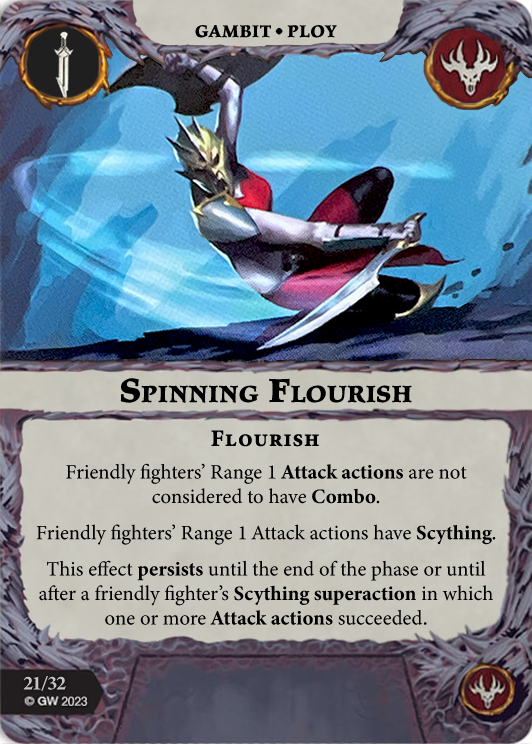 GAMBIT • PLOY
SPINNING FLOURISH
FLOURISH
Friendly fighters' Range 1 Attack actions are not
considered to have Combo.
Friendly fighters' Range 1 Attack actions have Scything.
This effect persists until the end of the phase or until
after a friendly fighter's Scything superaction in which
one or more Attack actions succeeded.
21/32
© GW 2023